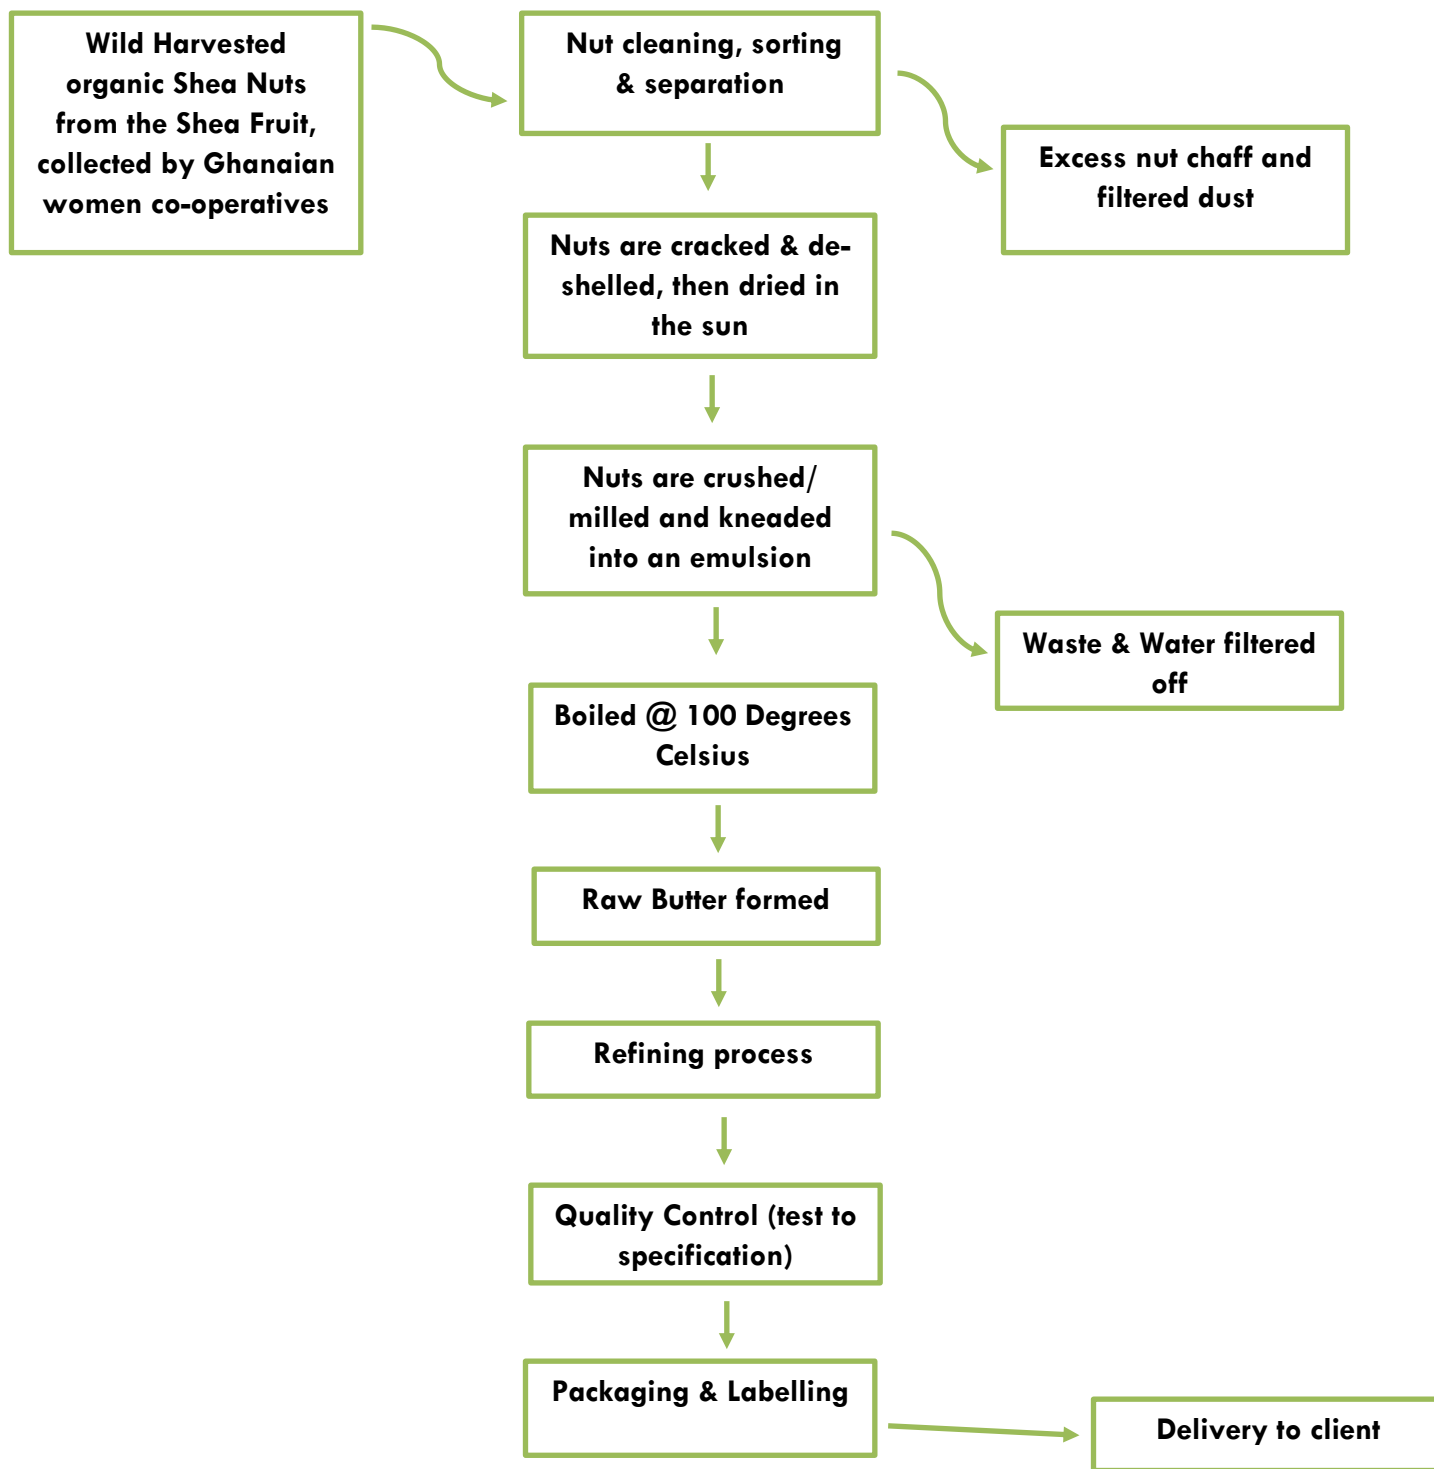 Wild Harvested
organic Shea Nuts
from the Shea Fruit,
collected by Ghanaian
women co-operatives
Nut cleaning, sorting
& separation
Excess nut chaff and
filtered dust
Nuts are cracked & de-
shelled, then dried in
the sun
Nuts are crushed/
milled and kneaded
into an emulsion
Waste & Water filtered
off
Boiled @ 100 Degrees
Celsius
Raw Butter formed
Refining process
Quality Control (test to
specification)
Packaging & Labelling
Delivery to client